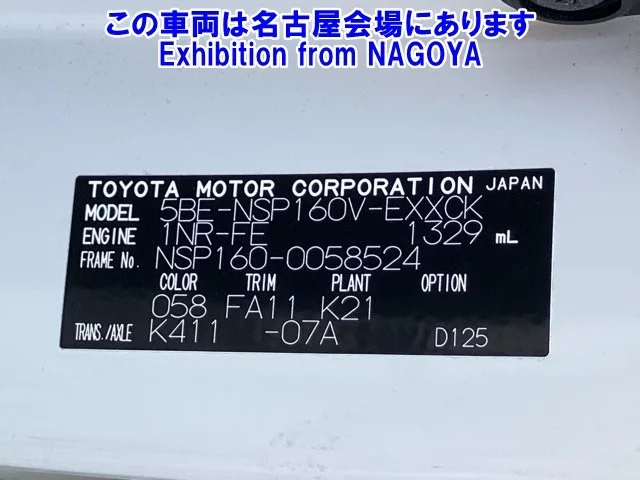 この車両は名古屋会場にあります
Exhibition from NAGOYA
TOYOTA MOTOR CORPORATION JAPAN
MODEL 5BE-NSP160V-EXXCK
ENGINE 1NR-FE 1329 mL
FRAME No. NSP160-0058524
COLOR TRIM PLANT OPTION
058 FA11 K21
TRANS./AXLE K411 -07A D125